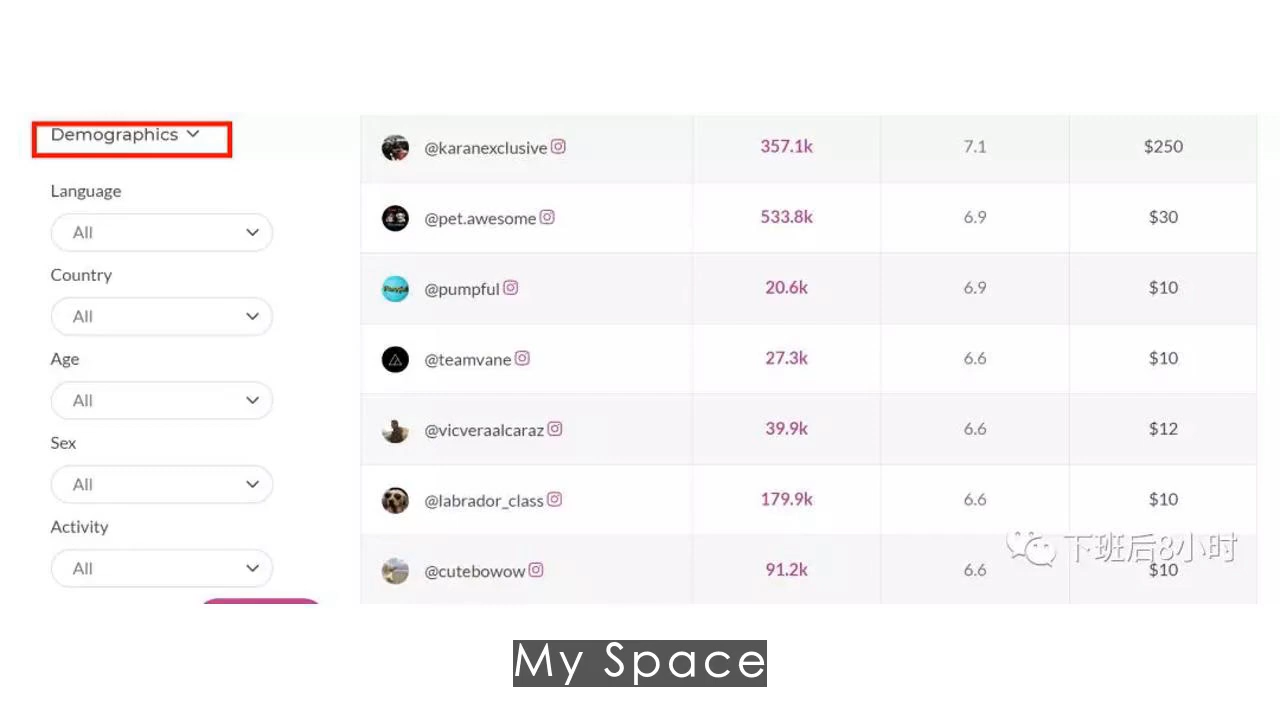 Demographics
Language
All
Country
All
Age
All
Sex
All
Activity
All
@karanexclusive 357.1k 7.1 $250
@pet.awesome 533.8k 6.9 $30
@pumpful 20.6k 6.9 $10
@teamvane 27.3k 6.6 $10
@vicveraalcaraz 39.9k 6.6 $12
@labrador_class 179.9k 6.6 $10
@cutebowow 91.2k 6.6 $10
下班后8小时
My Space